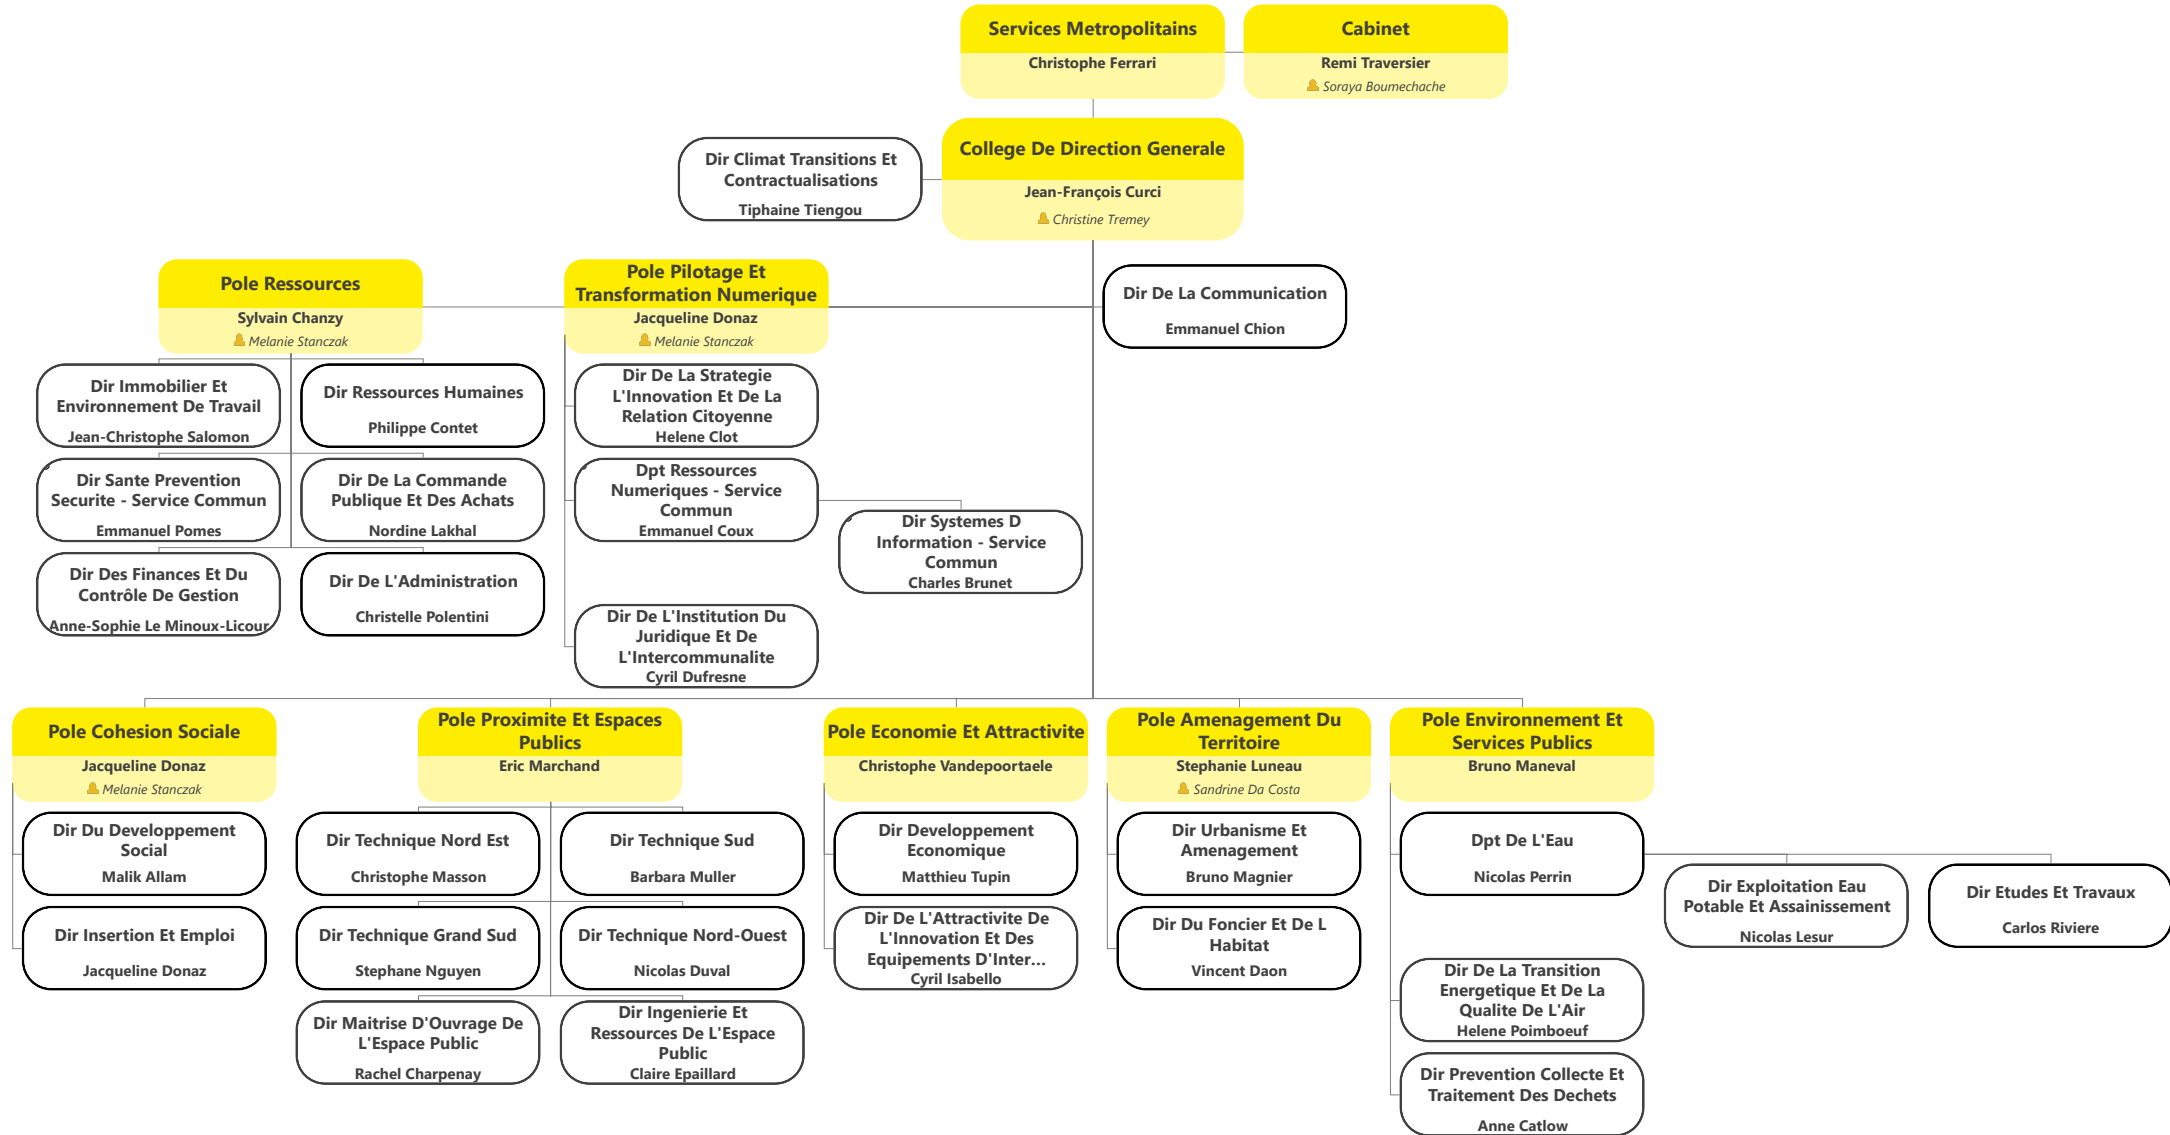 Services Metropolitains
Christophe Ferrari
Cabinet
Remi Traversier
Soraya Boumechache
College De Direction Generale
Jean-François Curci
Christine Tremey
Dir Climat Transitions Et
Contractualisations
Tiphaine Tiengou
Pole Ressources
Sylvain Chanzy
Melanie Stanczak
Pole Pilotage Et
Transformation Numerique
Jacqueline Donaz
Melanie Stanczak
Dir De La Communication
Emmanuel Chion
Dir Immobilier Et
Environnement De Travail
Jean-Christophe Salomon
Dir Ressources Humaines
Philippe Contet
Dir Sante Prevention
Securite - Service Commun
Emmanuel Pomes
Dir De La Commande
Publique Et Des Achats
Nordine Lakhal
Dir Des Finances Et Du
Contrôle De Gestion
Anne-Sophie Le Minoux-Licour
Dir De L'Administration
Christelle Polentini
Dir De La Strategie
L'Innovation Et De La
Relation Citoyenne
Helene Clot
Dpt Ressources
Numeriques - Service
Commun
Emmanuel Coux
Dir Systemes D
Information - Service
Commun
Charles Brunet
Dir De L'Institution Du
Juridique Et De
L'Intercommunalite
Cyril Dufresne
Pole Cohesion Sociale
Jacqueline Donaz
Melanie Stanczak
Dir Du Developpement
Social
Malik Allam
Dir Insertion Et Emploi
Jacqueline Donaz
Pole Proximite Et Espaces
Publics
Eric Marchand
Dir Technique Nord Est
Christophe Masson
Dir Technique Sud
Barbara Muller
Dir Technique Grand Sud
Stephane Nguyen
Dir Technique Nord-Ouest
Nicolas Duval
Dir Maitrise D'Ouvrage De
L'Espace Public
Rachel Charpenay
Dir Ingenierie Et
Ressources De L'Espace
Public
Claire Epaillard
Pole Economie Et Attractivite
Christophe Vandepoortaele
Dir Developpement
Economique
Matthieu Tupin
Dir De L'Attractivite De
L'Innovation Et Des
Equipements D'Inter...
Cyril Isabello
Pole Amenagement Du
Territoire
Stephanie Luneau
Sandrine Da Costa
Dir Urbanisme Et
Amenagement
Bruno Magnier
Dir Du Foncier Et De L
Habitat
Vincent Daon
Pole Environnement Et
Services Publics
Bruno Maneval
Dpt De L'Eau
Nicolas Perrin
Dir Exploitation Eau
Potable Et Assainissement
Nicolas Lesur
Dir Etudes Et Travaux
Carlos Riviere
Dir De La Transition
Energetique Et De La
Qualite De L'Air
Helene Poimboeuf
Dir Prevention Collecte Et
Traitement Des Dechets
Anne Catlow